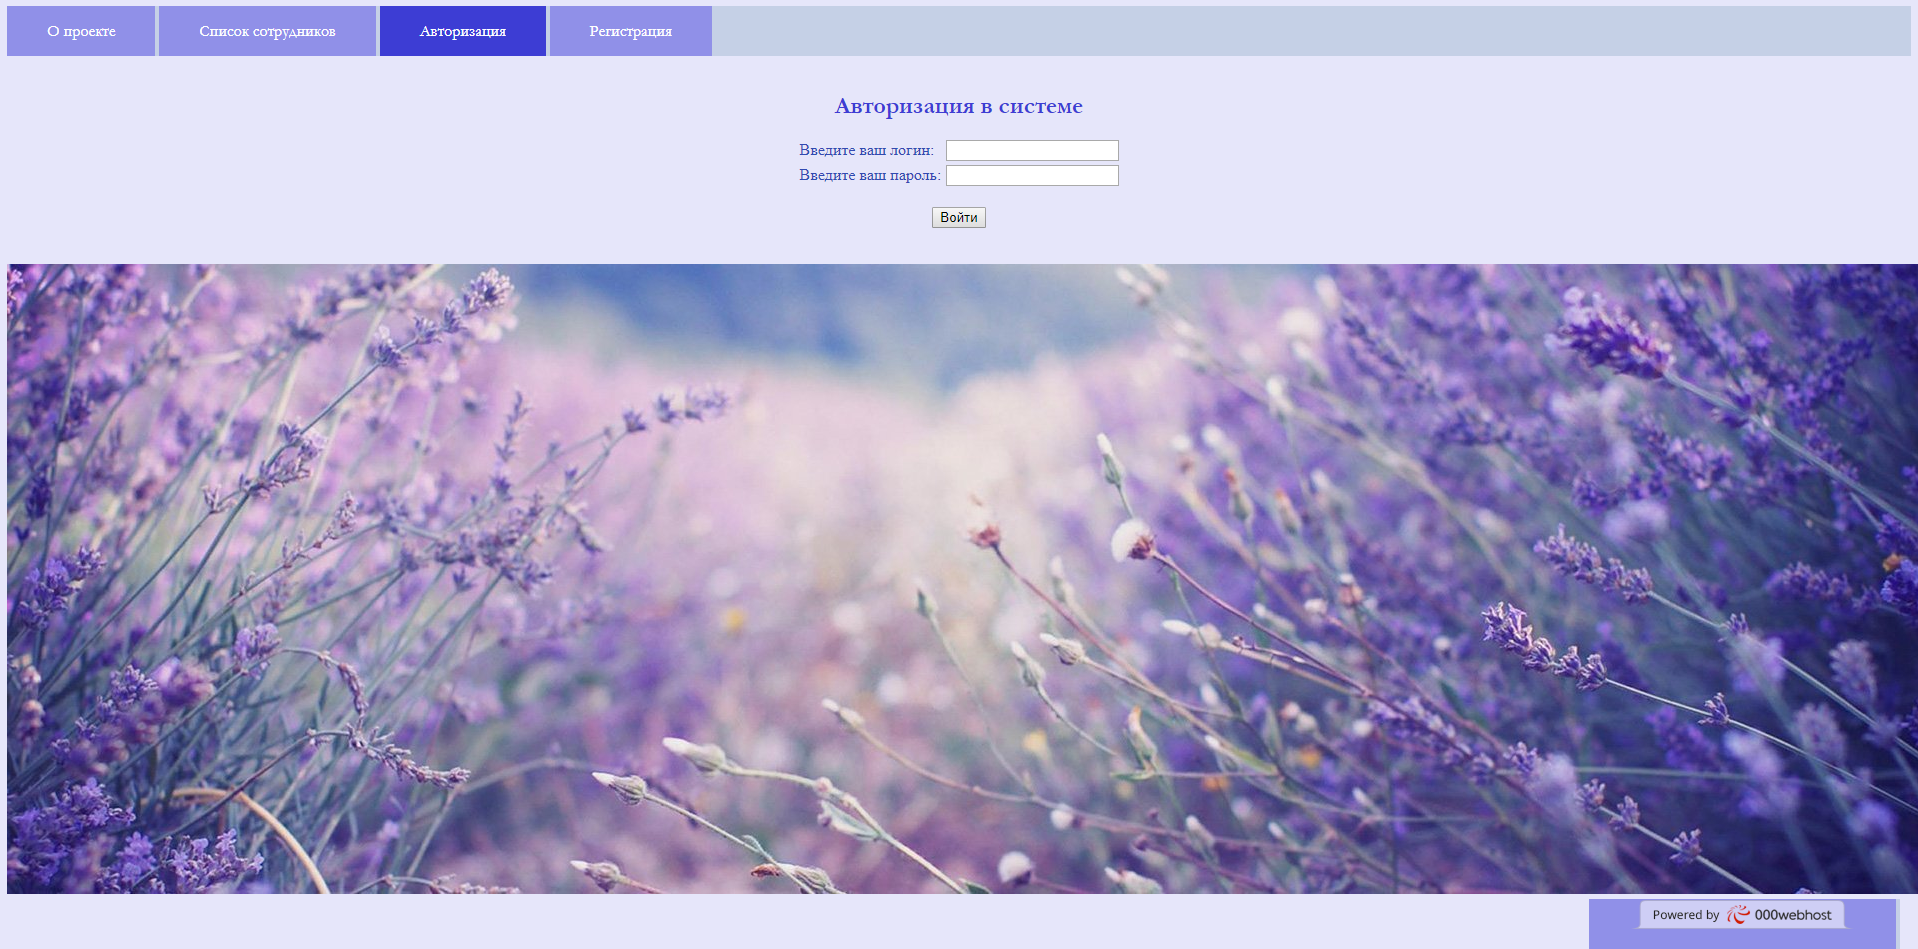 О проекте
Список сотрудников
Авторизация
Регистрация
Авторизация в системе
Введите ваш логин:
Введите ваш пароль:
Войти
Powered by 000webhost